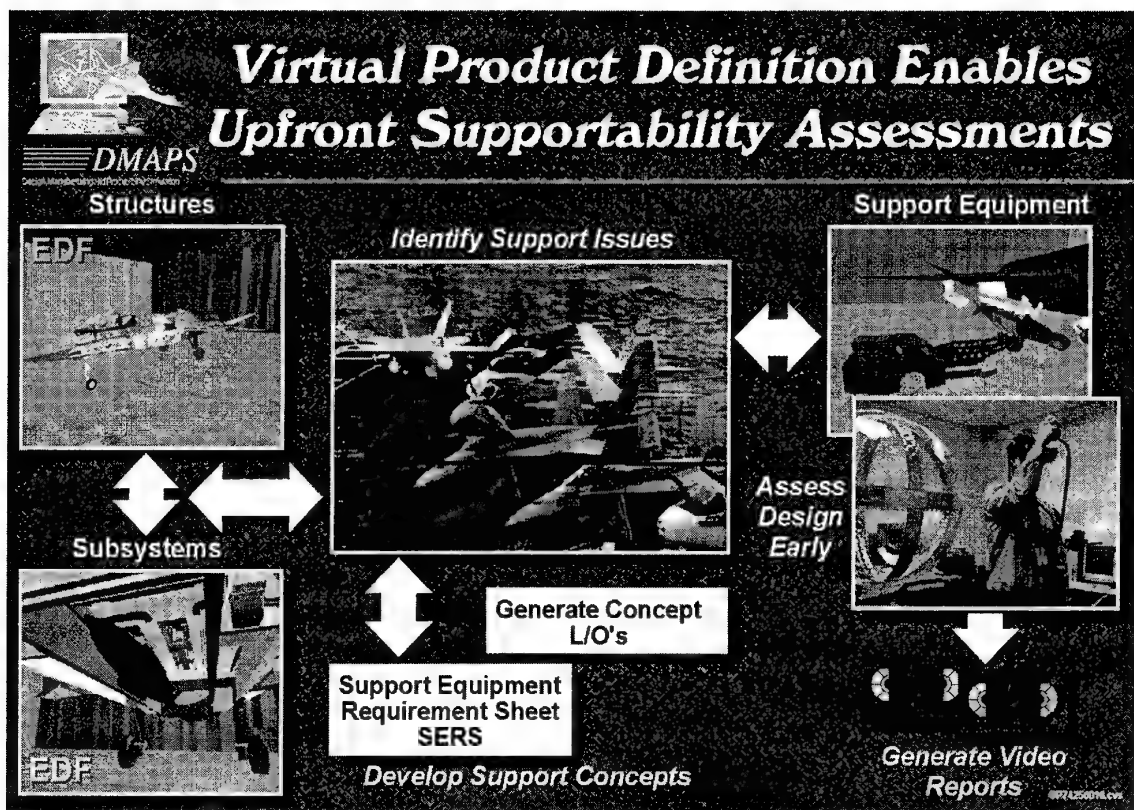 Virtual Product Definition Enables
Upfront Supportability Assessments
DMAPS
Structures
EDF
Identify Support Issues
Support Equipment
Assess
Design
Early
Subsystems
EDF
Generate Concept
L/O's
Support Equipment
Requirement Sheet
SERS
Develop Support Concepts
Generate Video
Reports